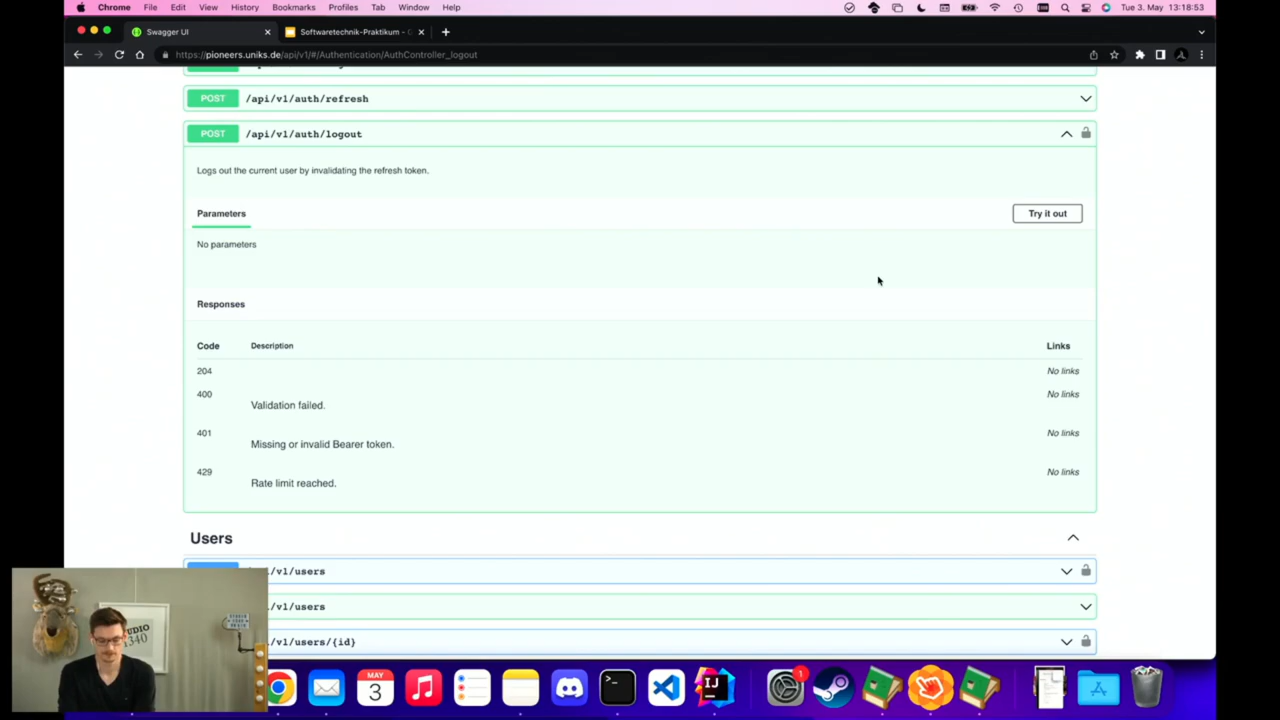 Chrome File Edit View History Bookmarks Profiles Tab Window Help
Tue 3. May 13:18:53
Swagger UI
Softwaretechnik-Praktikum -
https://pioneers.uniks.de/api/v1/#/Authentication/AuthController_logout
POST /api/v1/auth/refresh
POST /api/v1/auth/logout
Logs out the current user by invalidating the refresh token.
Parameters
Try it out
No parameters
Responses
Code Description Links
204 No links
400 No links
Validation failed.
401 No links
Missing or invalid Bearer token.
429 No links
Rate limit reached.
Users
/v1/users
/v1/users
/v1/users/{id}
STUDIO
1340
MAY
3
1